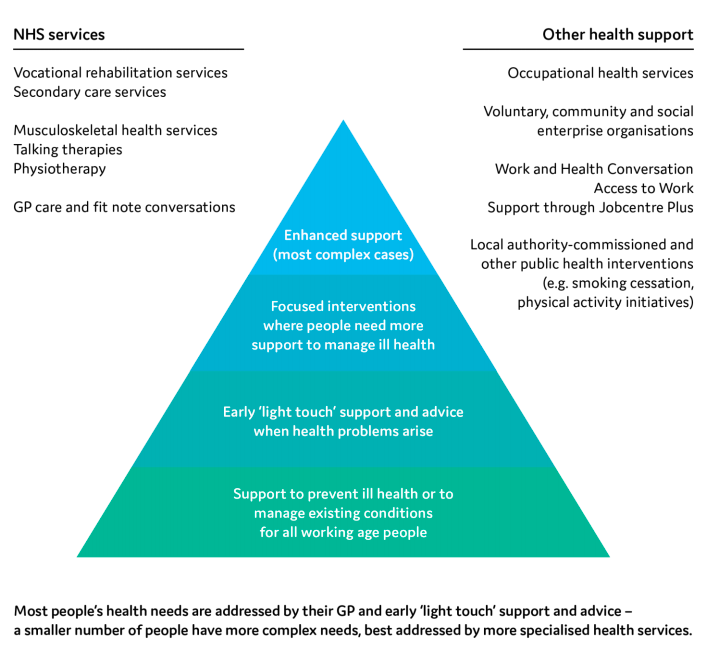 NHS services
Vocational rehabilitation services
Secondary care services
Musculoskeletal health services
Talking therapies
Physiotherapy
GP care and fit note conversations
Other health support
Occupational health services
Voluntary, community and social
enterprise organisations
Work and Health Conversation
Access to Work
Support through Jobcentre Plus
Local authority-commissioned and
other public health interventions
(e.g. smoking cessation,
physical activity initiatives)
Enhanced support
(most complex cases)
Focused interventions
where people need more
support to manage ill health
Early ‘light touch’ support and advice
when health problems arise
Support to prevent ill health or to
manage existing conditions
for all working age people
Most people’s health needs are addressed by their GP and early ‘light touch’ support and advice –
a smaller number of people have more complex needs, best addressed by more specialised health services.